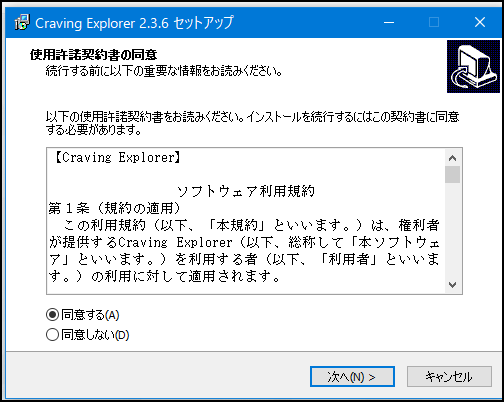 Craving Explorer 2.3.6 セットアップ
使用許諾契約書の同意
続行する前に以下の重要な情報をお読みください。
以下の使用許諾契約書をお読みください。インストールを続行するにはこの契約書に同意
する必要があります。
【Craving Explorer】
ソフトウェア利用規約
第１条（規約の適用）
この利用規約（以下、「本規約」といいます。）は、権利者
が提供するCraving Explorer（以下、総称して「本ソフトウェ
ア」といいます。）を利用する者（以下、「利用者」といいま
す。）の利用に対して適用されます。
同意する(A)
同意しない(D)
次へ(N) >
キャンセル